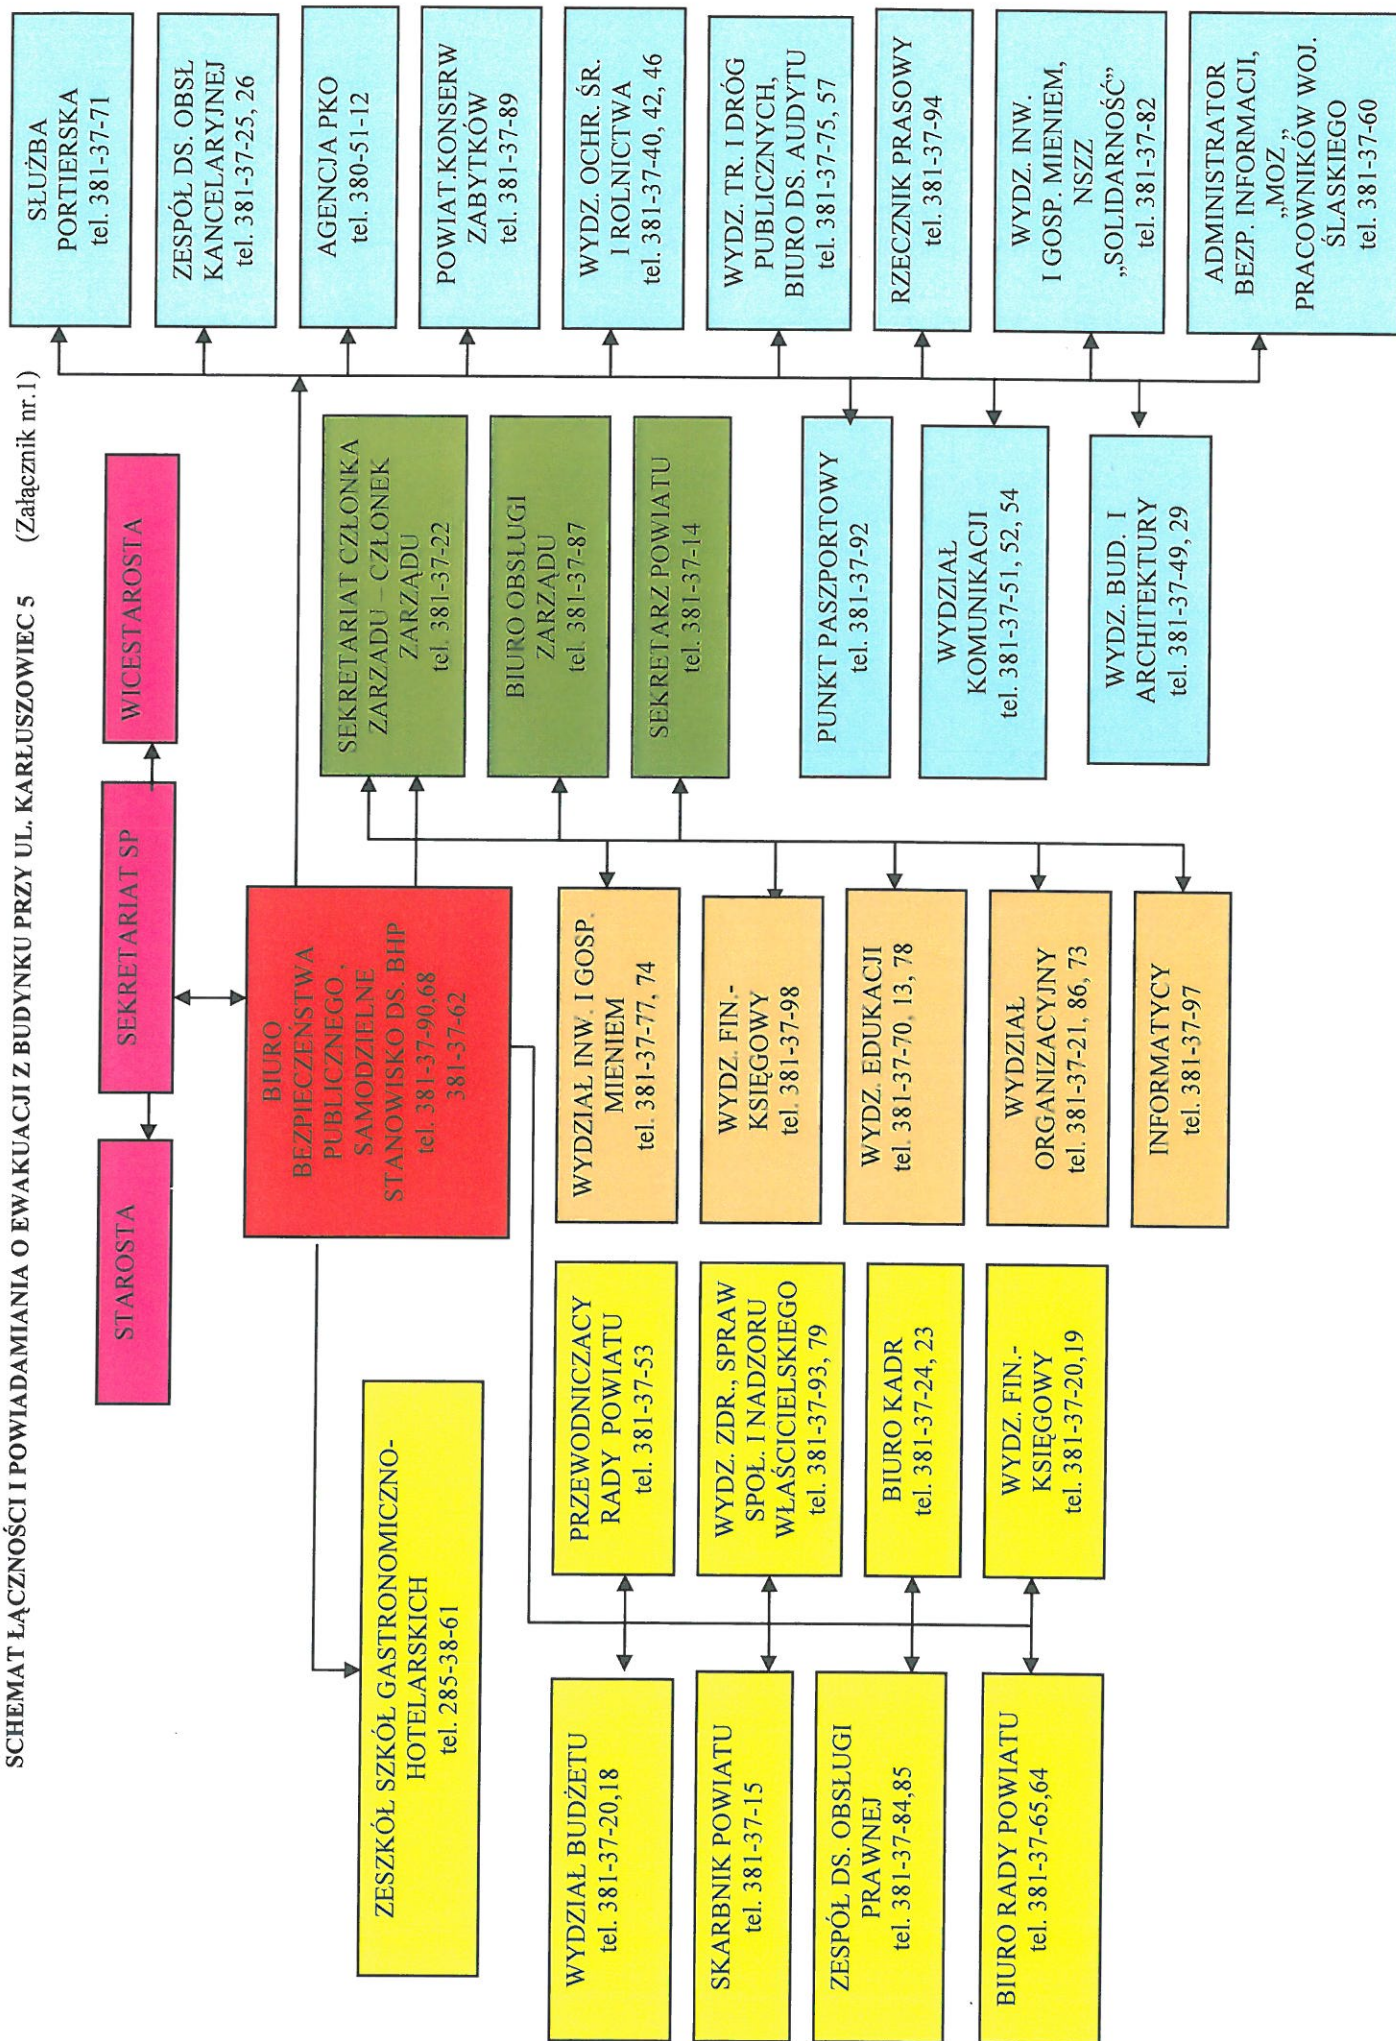 SCHEMAT ŁĄCZNOŚCI I POWIADAMIANIA O EWAKUACJI Z BUDYNKU PRZY UL. KARŁUSZOWIEC 5 (Załącznik nr.1)
STAROSTA
SEKRETARIAT SP
WICESTAROSTA
BIURO
BEZPIECZEŃSTWA
PUBLICZNEGO,
SAMODZIELNE
STANOWISKO DS. BHP
tel. 381-37-90,68
381-37-62
ZESZKÓŁ SZKÓŁ GASTRONOMICZNO-
HOTELARSKICH
tel. 285-38-61
WYDZIAŁ BUDŻETU
tel. 381-37-20,18
SKARBNIK POWIATU
tel. 381-37-15
ZESPÓŁ DS. OBSŁUGI
PRAWNEJ
tel. 381-37-84,85
BIURO RADY POWIATU
tel. 381-37-65,64
PRZEWODNICZACY
RADY POWIATU
tel. 381-37-53
WYDZ. ZDR., SPRAW
SPOŁ. I NADZORU
WŁAŚCICIELSKIEGO
tel. 381-37-93, 79
BIURO KADR
tel. 381-37-24, 23
WYDZ. FIN.-
KSIĘGOWY
tel. 381-37-20,19
WYDZIAŁ INW. I GOSP.
MIENIEM
tel. 381-37-77, 74
WYDZ. FIN.-
KSIĘGOWY
tel. 381-37-98
WYDZ. EDUKACJI
tel. 381-37-70, 13, 78
WYDZIAŁ
ORGANIZACYJNY
tel. 381-37-21, 86, 73
INFORMATYCY
tel. 381-37-97
SEKRETARIAT CZŁONKA
ZARZĄDU – CZŁONEK
ZARZĄDU
tel. 381-37-22
BIURO OBSŁUGI
ZARZĄDU
tel. 381-37-87
SEKRETARZ POWIATU
tel. 381-37-14
PUNKT PASZPORTOWY
tel. 381-37-92
WYDZIAŁ
KOMUNIKACJI
tel. 381-37-51, 52, 54
WYDZ. BUD. I
ARCHITEKTURY
tel. 381-37-49, 29
SŁUŻBA
PORTIERSKA
tel. 381-37-71
ZESPÓŁ DS. OBSŁ
KANCELARYJNEJ
tel. 381-37-25, 26
AGENCJA PKO
tel. 380-51-12
POWIAT.KONSERW
ZABYTKÓW
tel. 381-37-89
WYDZ. OCHR. ŚR.
I ROLNICTWA
tel. 381-37-40, 42, 46
WYDZ. TR. I DRÓG
PUBLICZNYCH,
BIURO DS. AUDYTU
tel. 381-37-75, 57
RZECZNIK PRASOWY
tel. 381-37-94
WYDZ. INW.
I GOSP. MIENIEM,
NSZZ
„SOLIDARNOŚĆ”
tel. 381-37-82
ADMINISTRATOR
BEZP. INFORMACJI,
„MOZ„
PRACOWNIKÓW WOJ.
ŚLASKIEGO
tel. 381-37-60